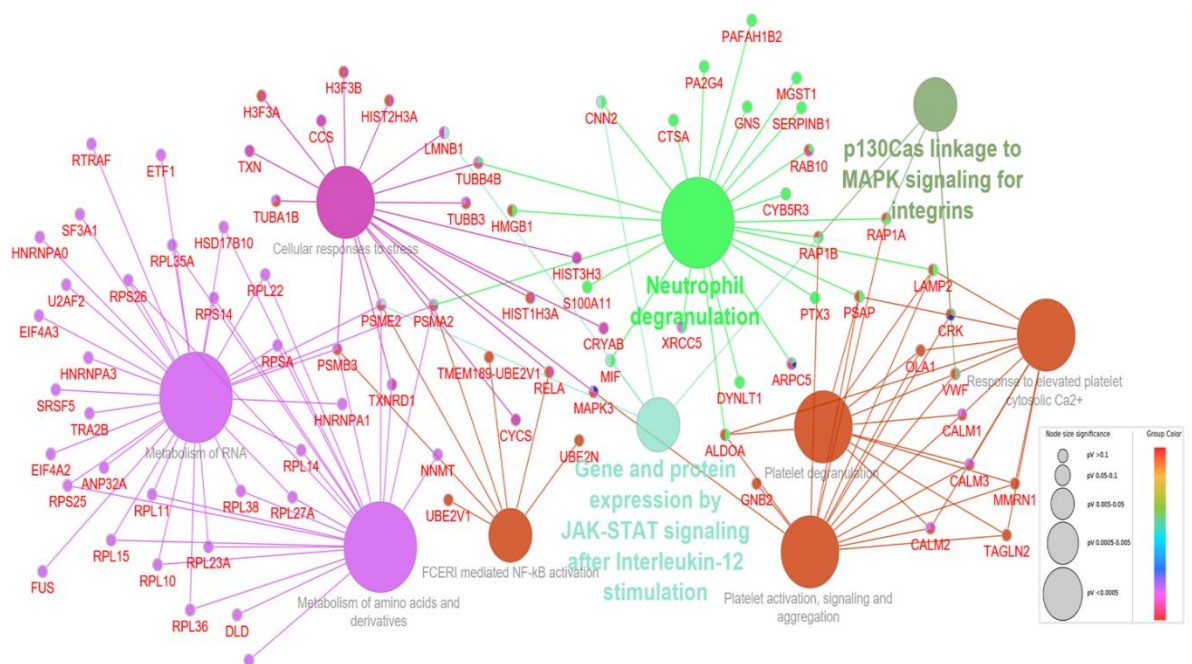 PAFAH1B2
H3F3B
PA2G4
H3F3A
HIST2H3A
MGST1
CNN2
GNS
SERPINB1
CCS
CTSA
LMNB1
p130Cas linkage to
MAPK signaling for
integrins
RTRAF
TXN
ETF1
TUBB4B
RAB10
TUBA1B
TUBB3
CYB5R3
HMGB1
RAP1A
SF3A1
HSD17B10
Cellular responses to stress
RAP1B
HNRNPA0
RPL35A
HIST3H3
Neutrophil
degranulation
U2AF2
RPS26
RPL22
S100A11
LAMP2
RPS14
HIST1H3A
PTX3
PSAP
EIF4A3
PSME2
PSMA2
CRK
CRYAB
XRCC5
RPSA
HNRNPA3
PSMB3
TMEM189-UBE2V1
MIF
OLA1
RELA
ARPC5
Response to elevated platelet
cytosolic Ca2+
SRSF5
TXNRD1
MAPK3
DYNLT1
VWF
TRA2B
HNRNPA1
CYCS
CALM1
Metabolism of RNA
ALDOA
EIF4A2
RPL14
UBE2N
Gene and protein
expression by
JAK-STAT signaling
after Interleukin-12
stimulation
Platelet degranulation
ANP32A
NNMT
CALM3
RPS25
GNB2
MMRN1
RPL11
RPL38
RPL27A
UBE2V1
CALM2
RPL15
TAGLN2
RPL23A
FUS
RPL10
FCERI mediated NF-kB activation
Metabolism of amino acids and
derivatives
Platelet activation, signaling and
aggregation
RPL36
DLD
Node size significance
Group Color
pV >0.1
0.05-0.1
0.005-0.05
0.0005-0.005
pV <0.0005